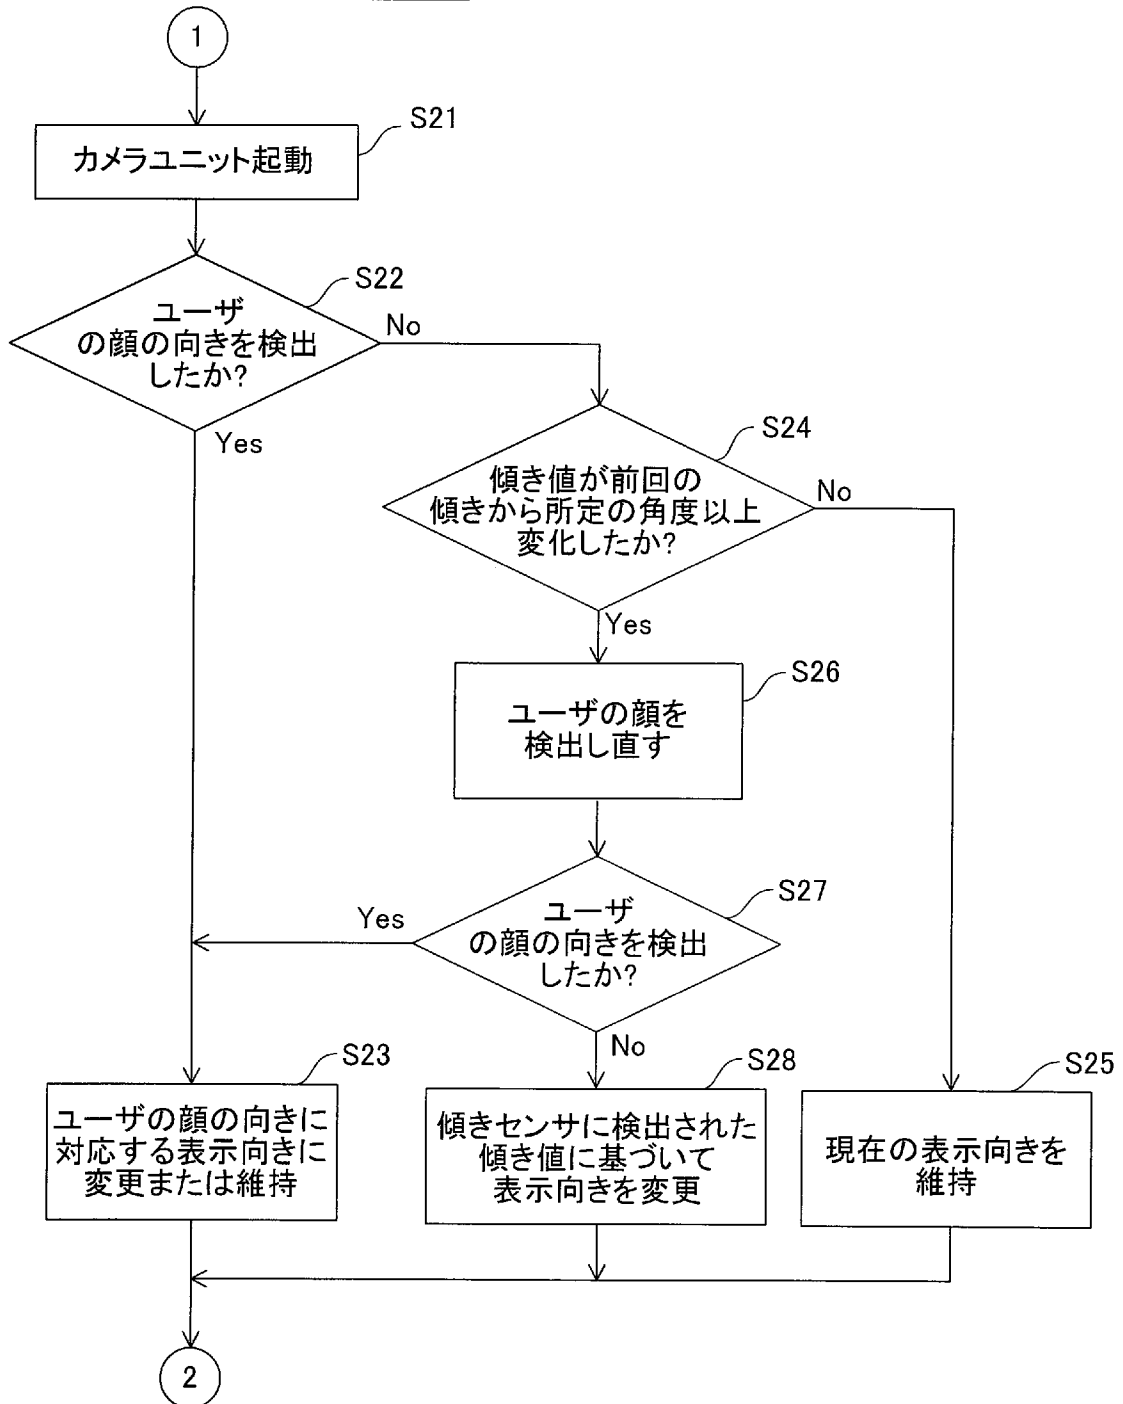 1
S21
カメラユニット起動
S22
ユーザ
の顔の向きを検出
したか?
No
Yes
S24
傾き値が前回の
傾きから所定の角度以上
変化したか?
No
Yes
S26
ユーザの顔を
検出し直す
S27
ユーザ
の顔の向きを検出
したか?
Yes
No
S23
ユーザの顔の向きに
対応する表示向きに
変更または維持
S28
傾きセンサに検出された
傾き値に基づいて
表示向きを変更
S25
現在の表示向きを
維持
2